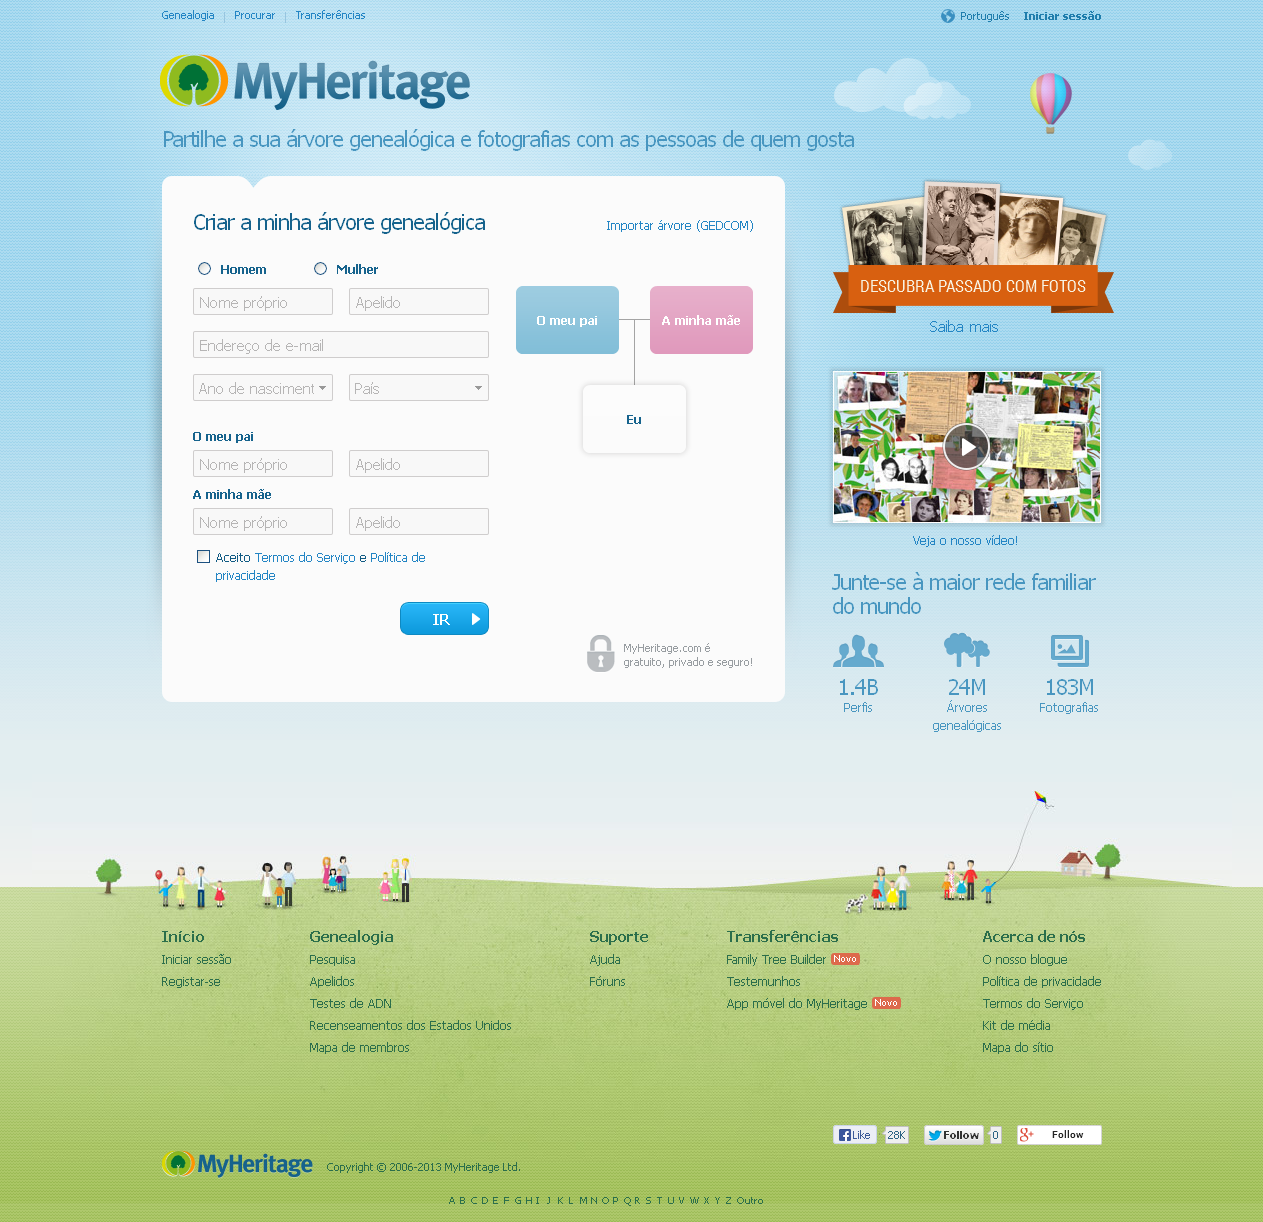 Genealogia
Procurar
Transferências
Português
Iniciar sessão
MyHeritage
Partilhe a sua árvore genealógica e fotografias com as pessoas de quem gosta
Criar a minha árvore genealógica
Importar árvore (GEDCOM)
Homem
Mulher
Nome próprio
Apelido
Endereço de e-mail
Ano de nasciment
País
O meu pai
Nome próprio
Apelido
A minha mãe
Nome próprio
Apelido
Aceito Termos do Serviço e Política de
privacidade
IR
O meu pai
A minha mãe
Eu
MyHeritage.com é
gratuito, privado e seguro!
DESCUBRA PASSADO COM FOTOS
Saiba mais
Veja o nosso vídeo!
Junte-se à maior rede familiar
do mundo
1.4B
Perfis
24M
Árvores
genealógicas
183M
Fotografias
Início
Iniciar sessão
Registar-se
Genealogia
Pesquisa
Apelidos
Testes de ADN
Recenseamentos dos Estados Unidos
Mapa de membros
Suporte
Ajuda
Fóruns
Transferências
Family Tree Builder Novo
Testemunhos
App móvel do MyHeritage Novo
Acerca de nós
O nosso blogue
Política de privacidade
Termos do Serviço
Kit de média
Mapa do sítio
Like
28K
Follow
0
Follow
MyHeritage
Copyright © 2006-2013 MyHeritage Ltd.
A B C D E F G H I J K L M N O P Q R S T U V W X Y Z Outro